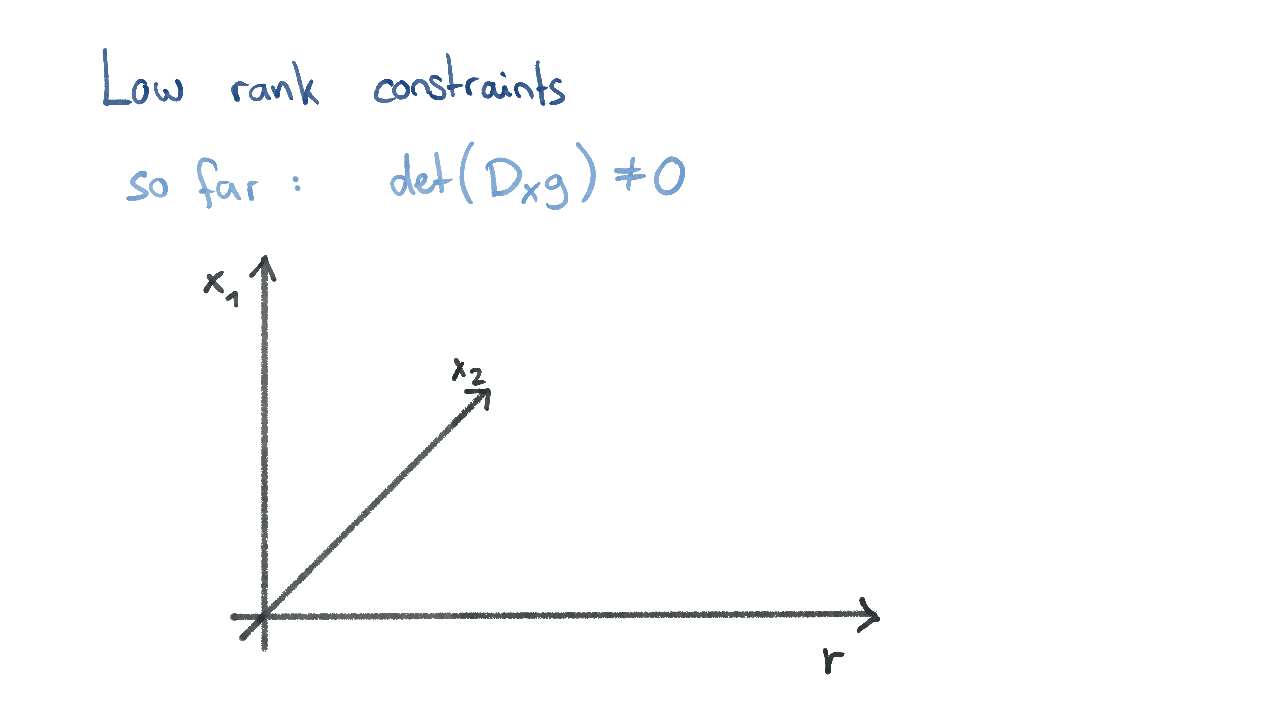 Low rank constraints
so far : det(Dₓg) ≠ 0
x₁
x₂
r